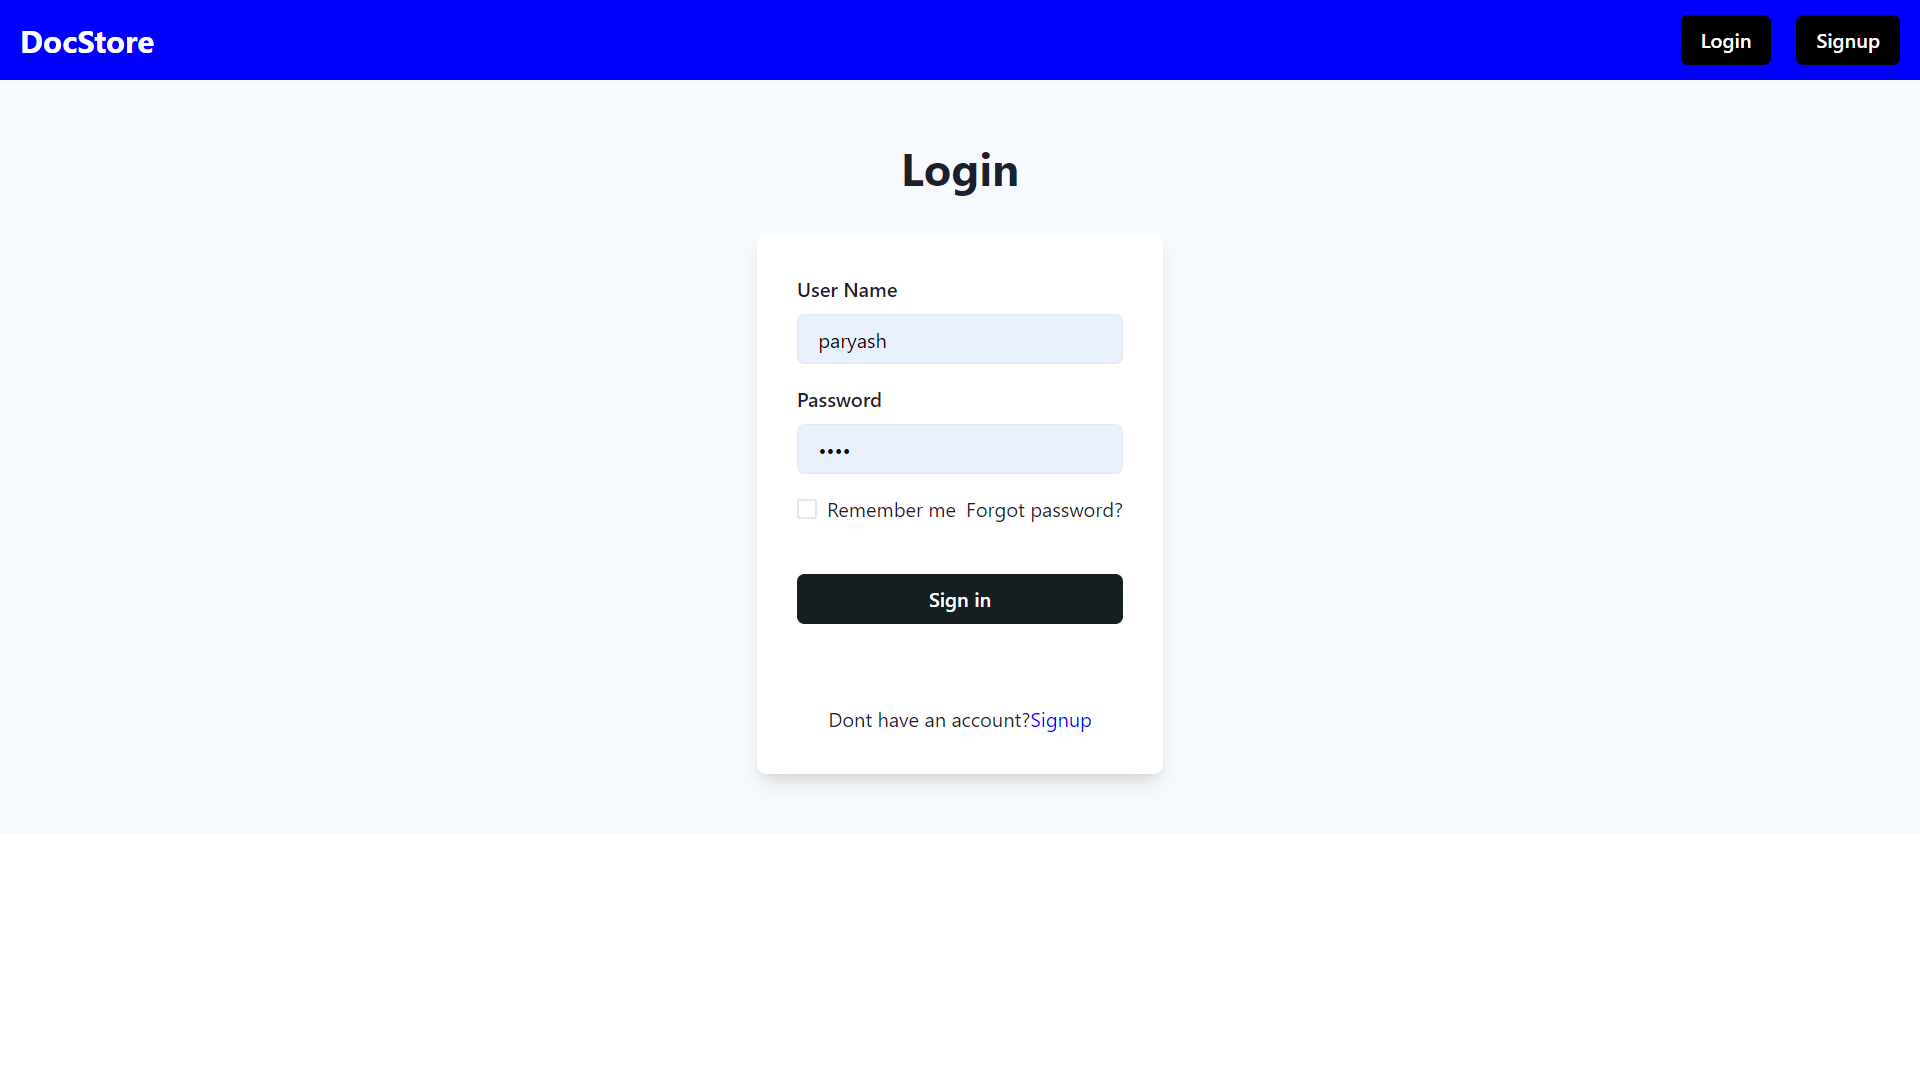 DocStore
Login
Signup
Login
User Name
paryash
Password
••••
Remember me
Forgot password?
Sign in
Dont have an account?Signup